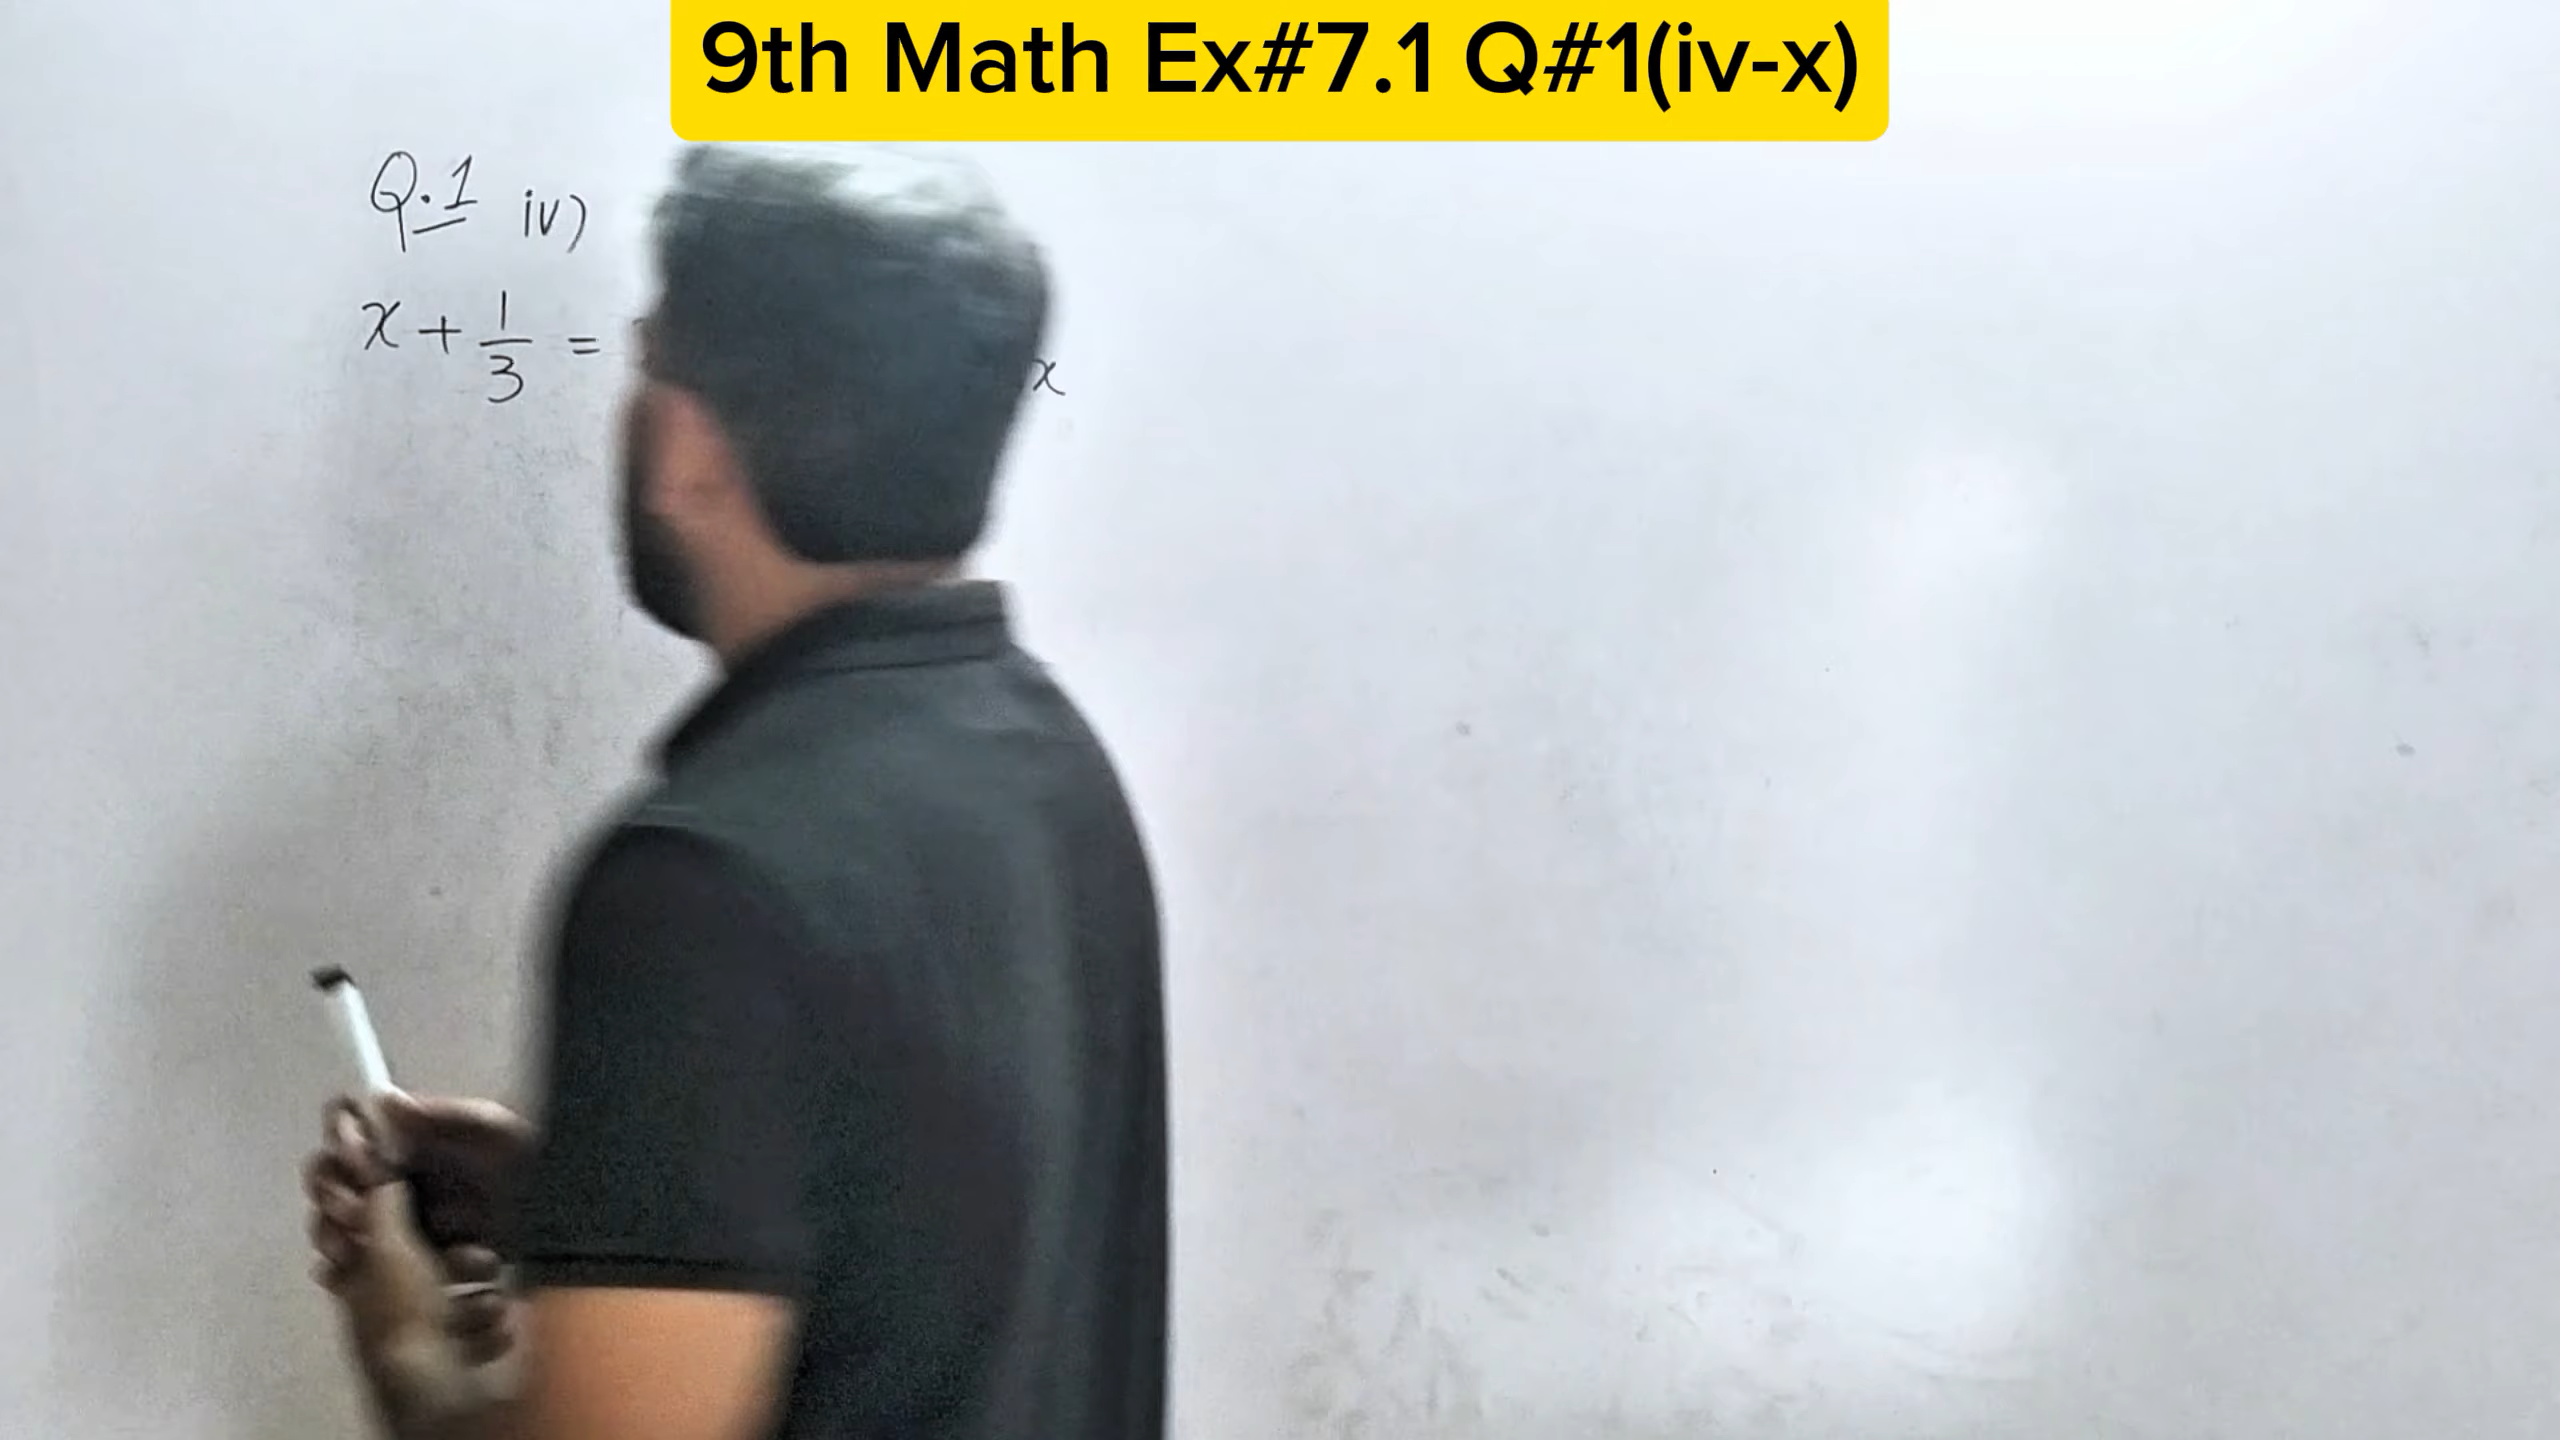 9th Math Ex#7.1 Q#1(iv-x)
Q.1 iv)
x + 1/3 = x